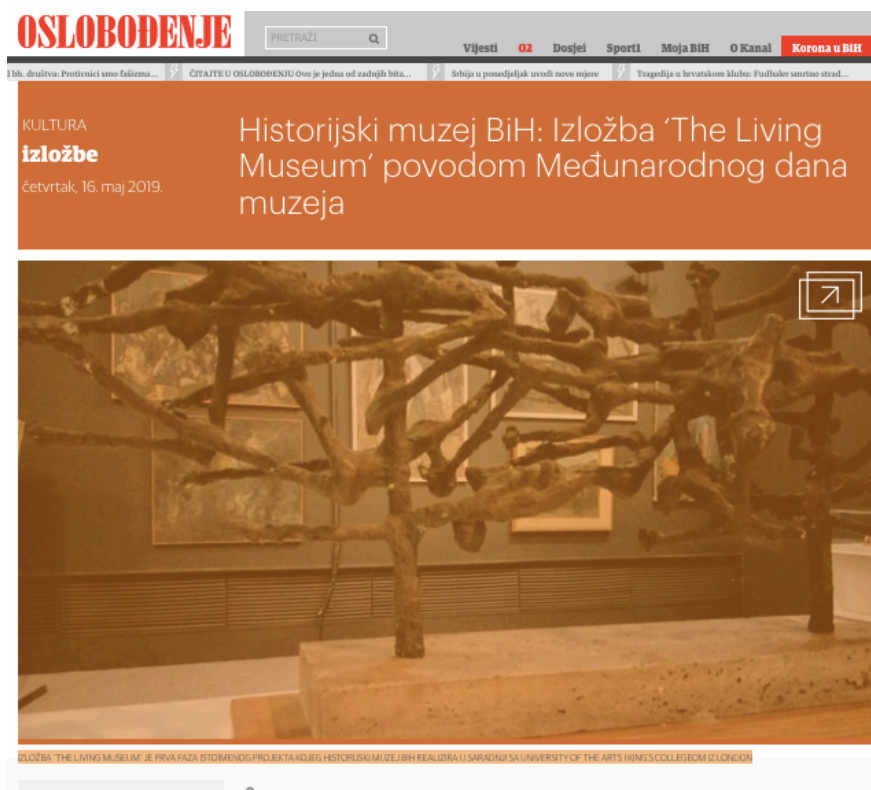 OSLOBOĐENJE
PRETRAŽI
Vijesti O2 Dosjei Sport1 Moja BiH O Kanal Korona u BiH
bh. društva: Protivnici smo fašizma... ČITAJTE U OSLOBOĐENJU Ovo je jedna od zadnjih bita... Srbija u ponedjeljak uvodi nove mjere Tragedija u hrvatskom klubu: Fudbaler smrtno strad...
KULTURA
izložbe
četvrtak, 16. maj 2019.
Historijski muzej BiH: Izložba ‘The Living
Museum’ povodom Međunarodnog dana
muzeja
IZLOŽBA 'THE LIVING MUSEUM' JE PRVA FAZA ISTOIMENOG PROJEKTA KOJEG HISTORIJSKI MUZEJ BIH REALIZIRA U SARADNJI SA UNIVERSITY OF THE ARTS I KING'S COLLEGEOM IZ LONDON